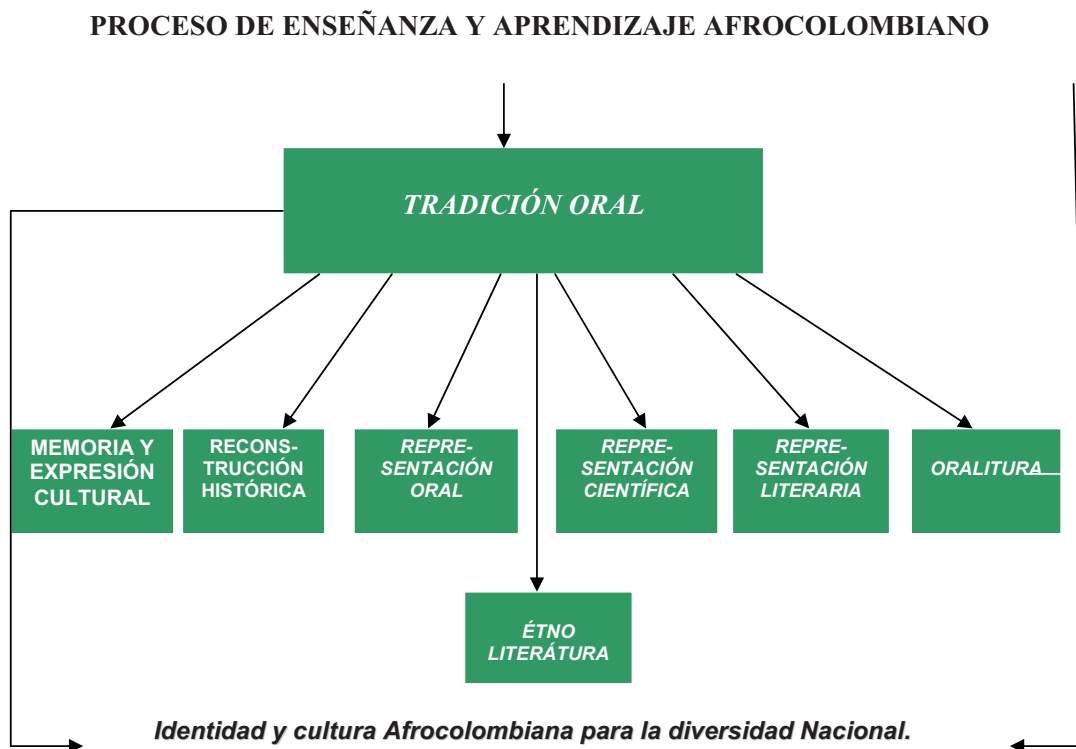 PROCESO DE ENSEÑANZA Y APRENDIZAJE AFROCOLOMBIANO
TRADICIÓN ORAL
MEMORIA Y
EXPRESIÓN
CULTURAL
RECONS-
TRUCCIÓN
HISTÓRICA
REPRE-
SENTACIÓN
ORAL
REPRE-
SENTACIÓN
CIENTÍFICA
REPRE-
SENTACIÓN
LITERARIA
ORALITURA
ÉTNO
LITERÁTURA
Identidad y cultura Afrocolombiana para la diversidad Nacional.